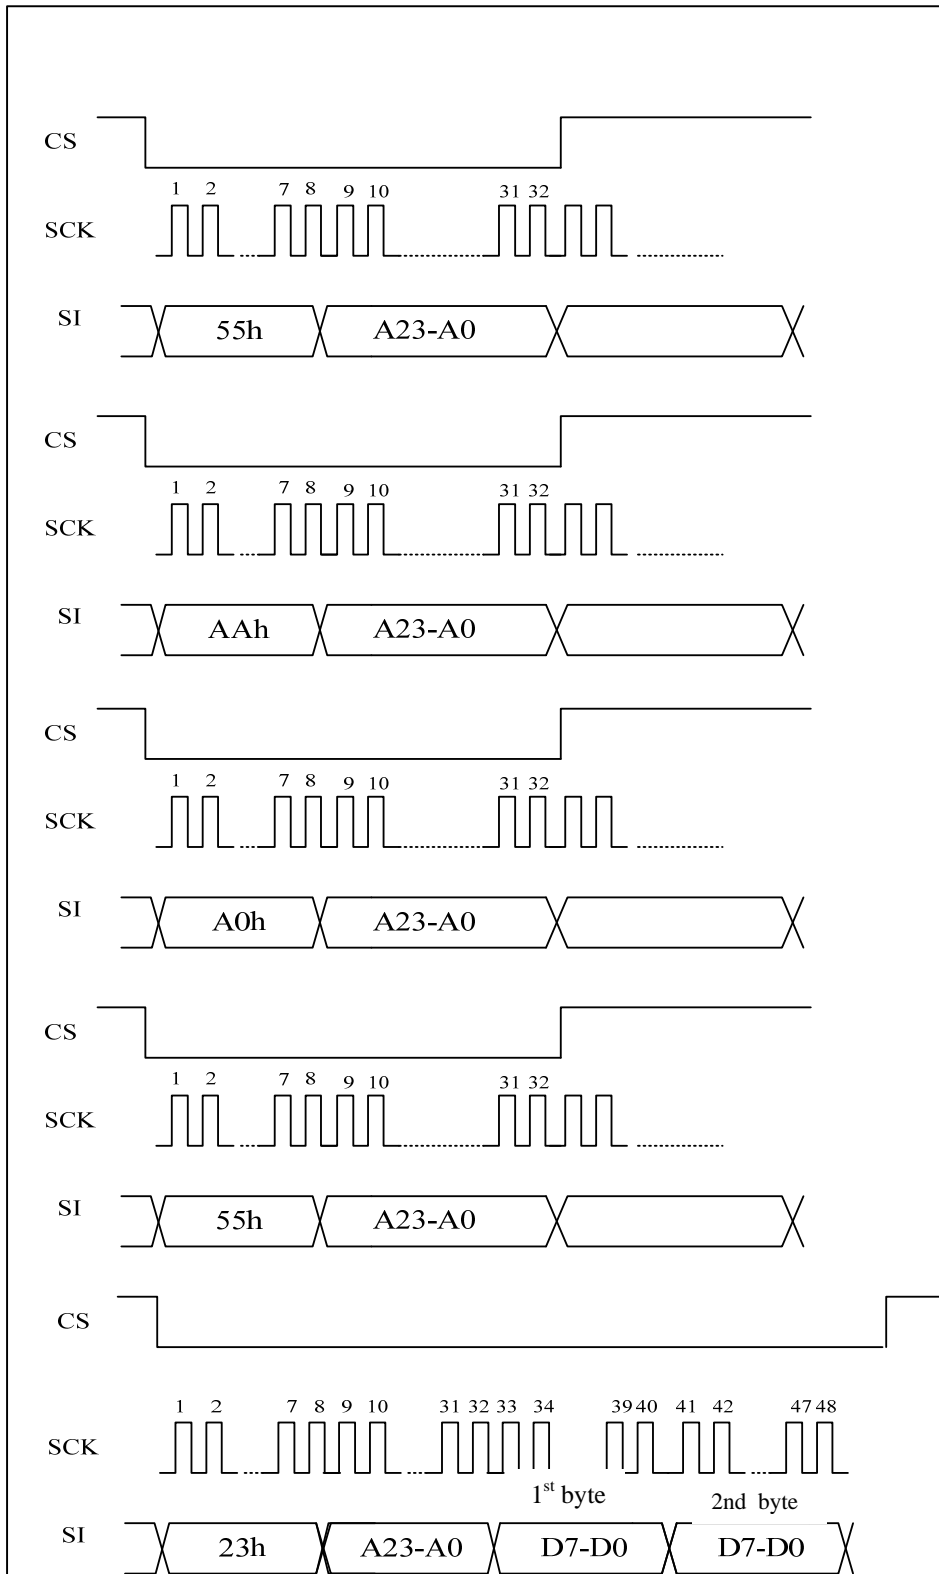 CS
1 2 7 8 9 10 31 32
SCK
SI 55h A23-A0
CS
1 2 7 8 9 10 31 32
SCK
SI AAh A23-A0
CS
1 2 7 8 9 10 31 32
SCK
SI A0h A23-A0
CS
1 2 7 8 9 10 31 32
SCK
SI 55h A23-A0
CS
1 2 7 8 9 10 31 32 33 34 39 40 41 42 47 48
SCK
1st byte 2nd byte
SI 23h A23-A0 D7-D0 D7-D0